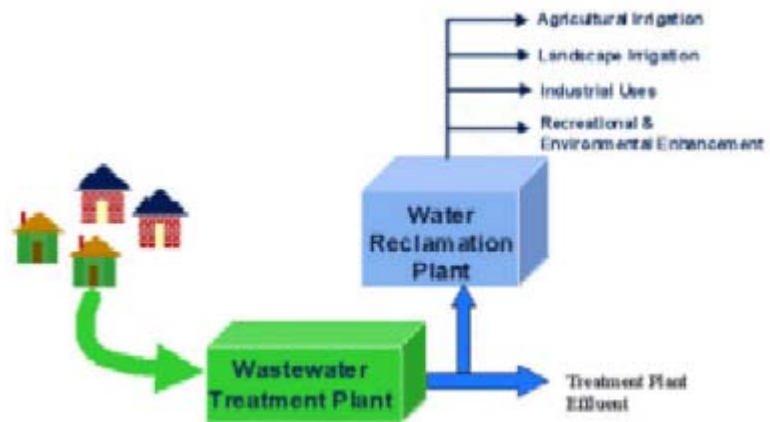 Agricultural Irrigation
Landscape Irrigation
Industrial Uses
Recreational &
Environmental Enhancement
Water
Reclamation
Plant
Wastewater
Treatment Plant
Treatment Plant
Effluent